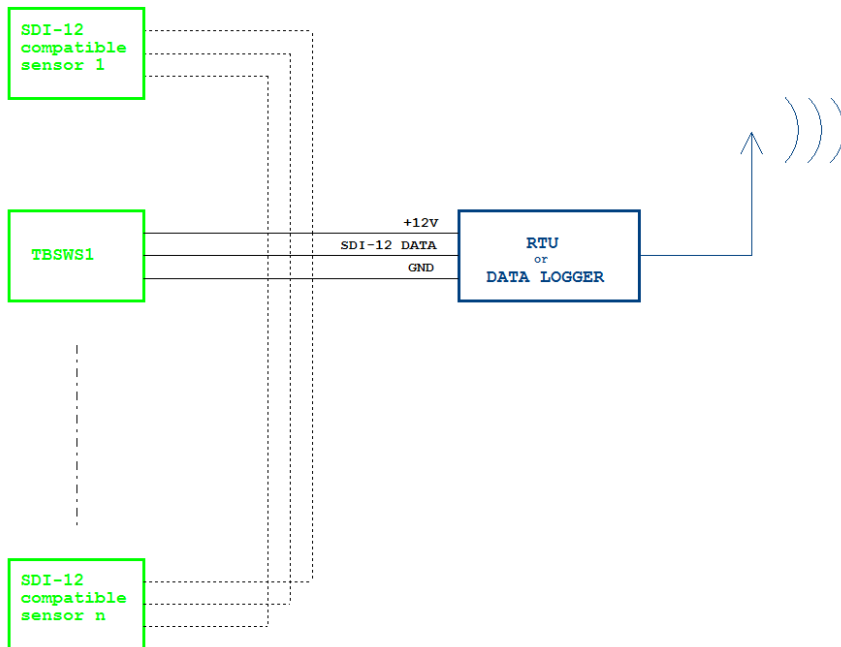 SDI-12
compatible
sensor 1
+12V
SDI-12 DATA
GND
TBSWS1
RTU
or
DATA LOGGER
SDI-12
compatible
sensor n